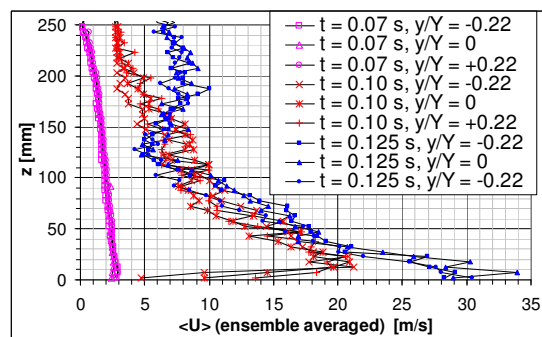 250
200
150
100
50
0
z [mm]
0 5 10 15 20 25 30 35
<U> (ensemble averaged) [m/s]
t = 0.07 s, y/Y = -0.22
t = 0.07 s, y/Y = 0
t = 0.07 s, y/Y = +0.22
t = 0.10 s, y/Y = -0.22
t = 0.10 s, y/Y = 0
t = 0.10 s, y/Y = +0.22
t = 0.125 s, y/Y = -0.22
t = 0.125 s, y/Y = 0
t = 0.125 s, y/Y = -0.22